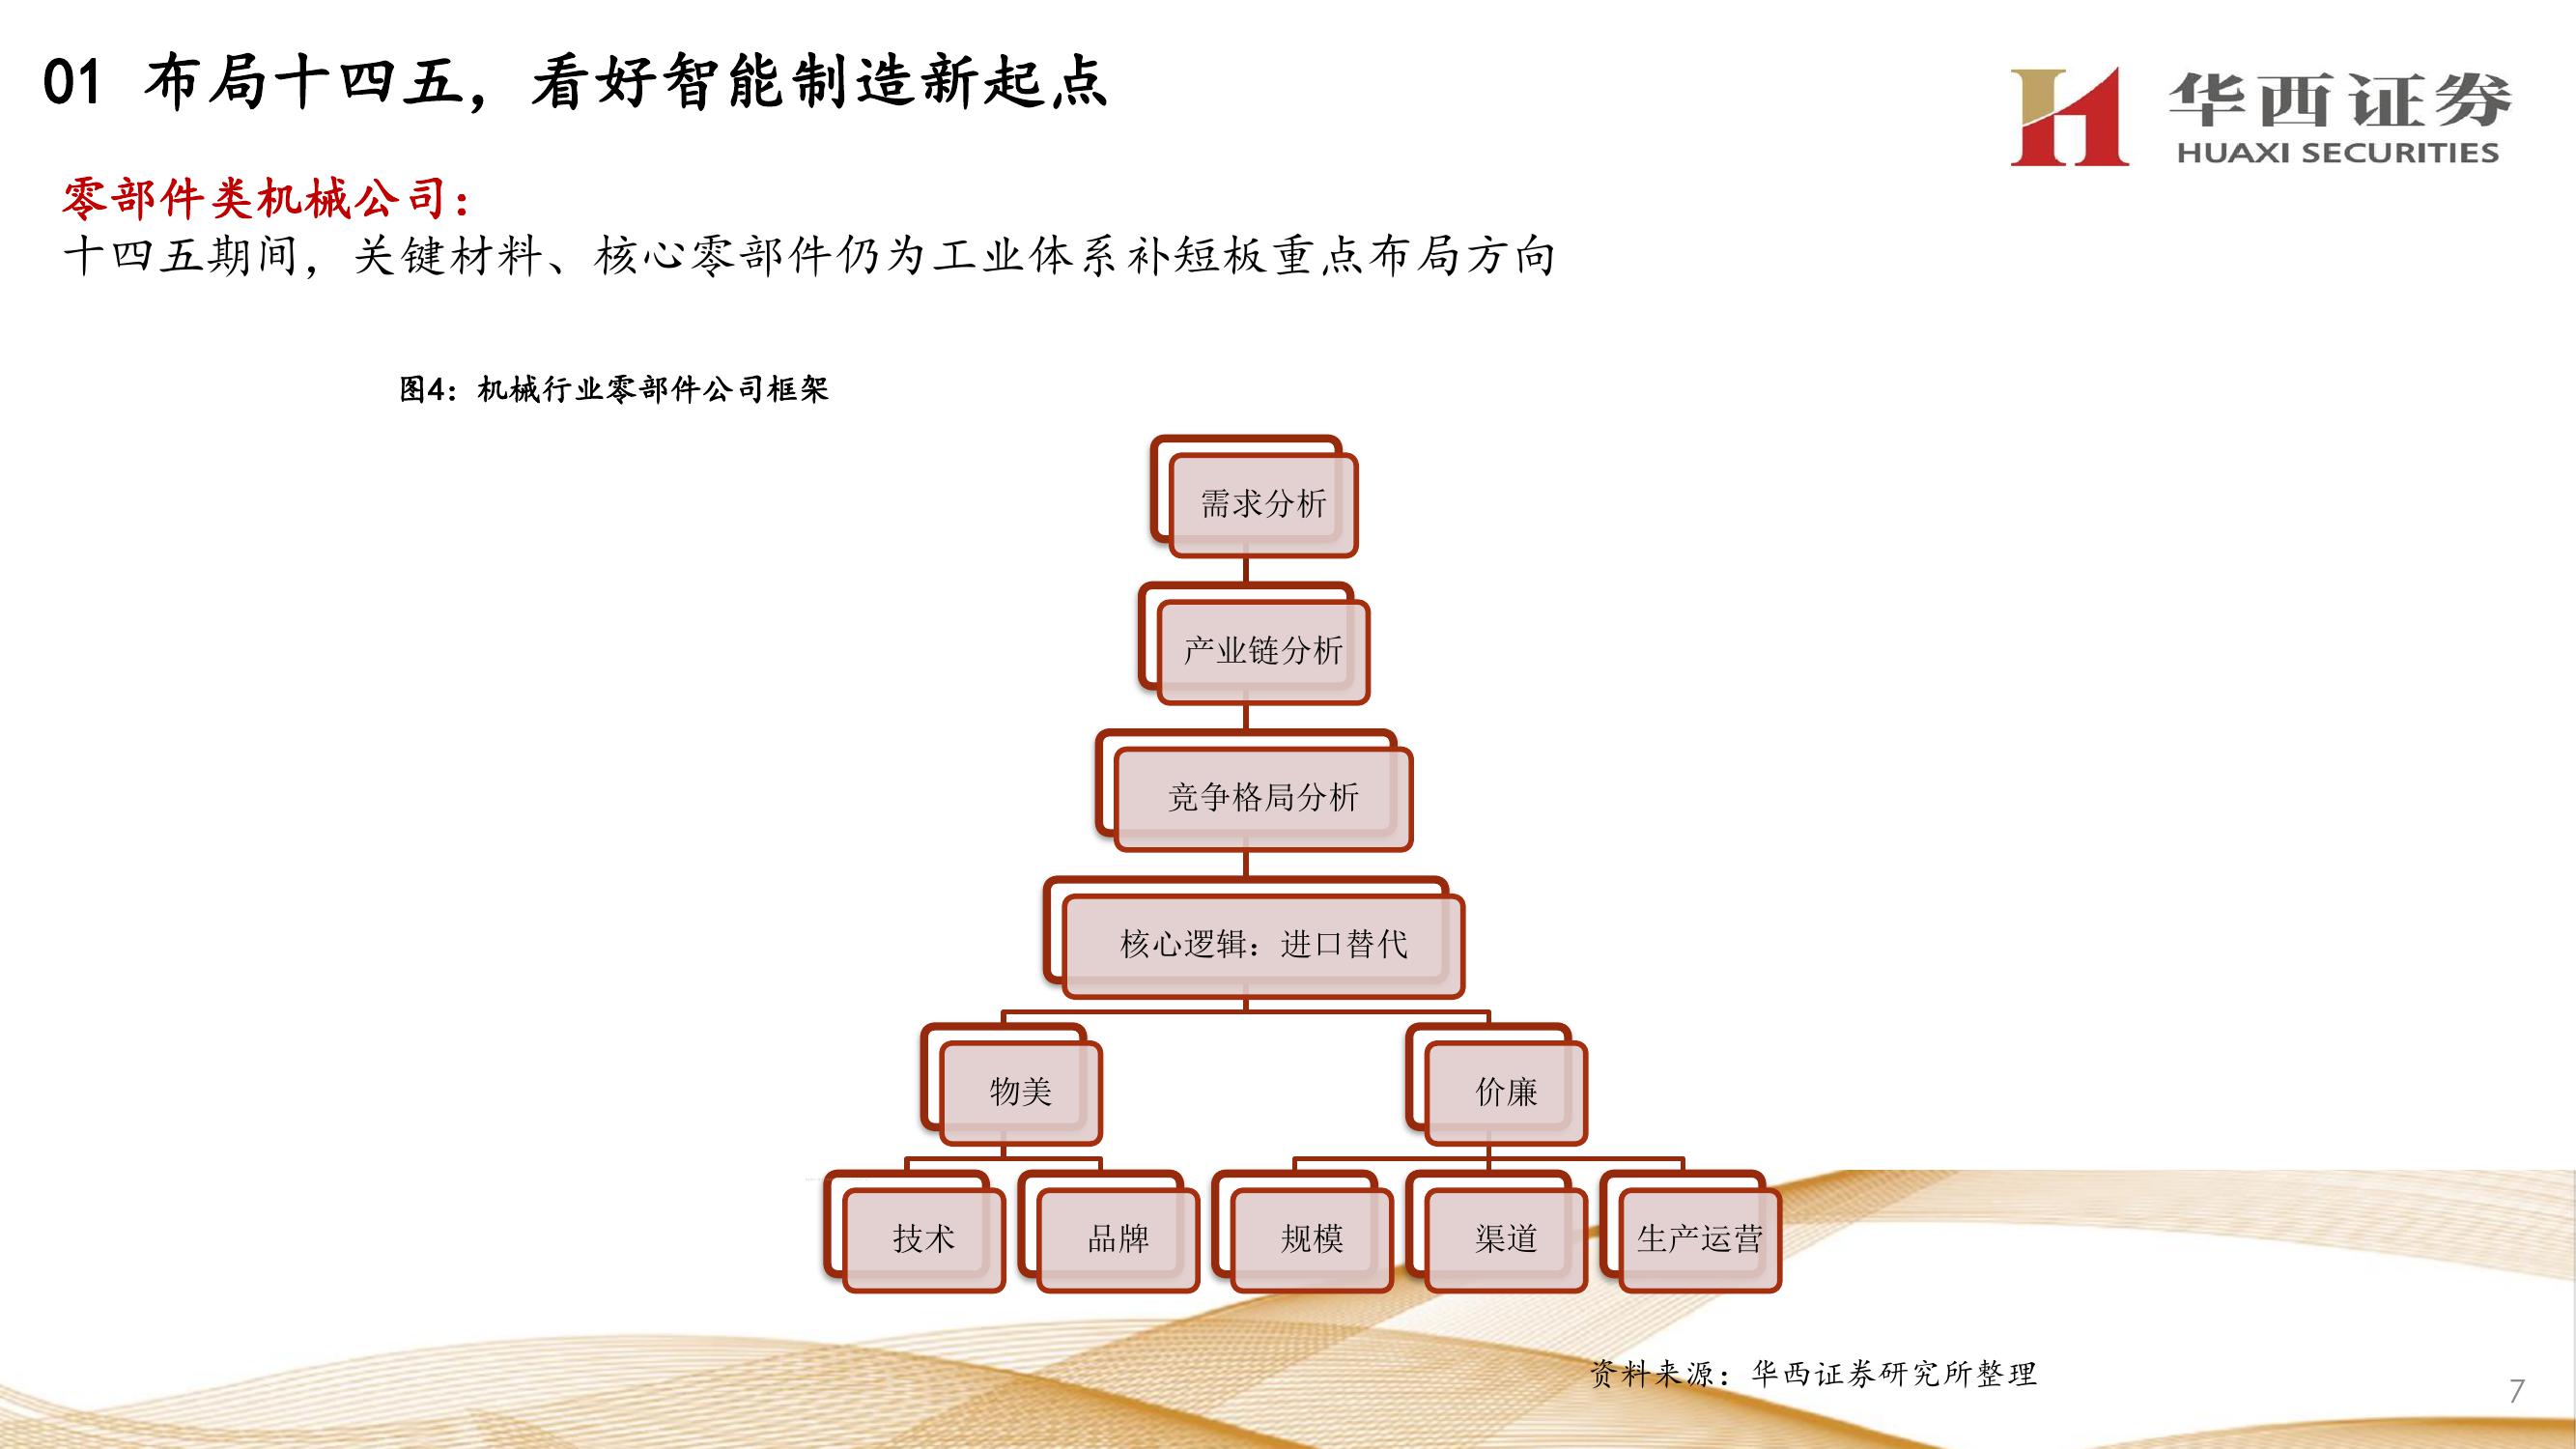 01 布局十四五，看好智能制造新起点
华西证券
HUAXI SECURITIES
零部件类机械公司：
十四五期间，关键材料、核心零部件仍为工业体系补短板重点布局方向
图4：机械行业零部件公司框架
需求分析
产业链分析
竞争格局分析
核心逻辑：进口替代
物美
价廉
技术
品牌
规模
渠道
生产运营
资料来源：华西证券研究所整理
7